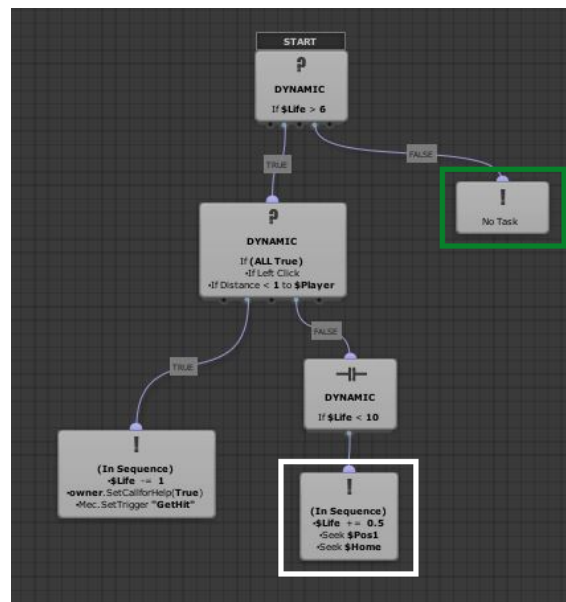 START
?
DYNAMIC
If $Life > 6
TRUE
FALSE
!
No Task
?
DYNAMIC
If (ALL True)
•If Left Click
•If Distance < 1 to $Player
TRUE
FALSE
DYNAMIC
If $Life < 10
!
(In Sequence)
•$Life -= 1
•owner.SetCallforHelp(True)
•Mec.SetTrigger "GetHit"
!
(In Sequence)
•$Life += 0.5
•Seek $Pos1
•Seek $Home